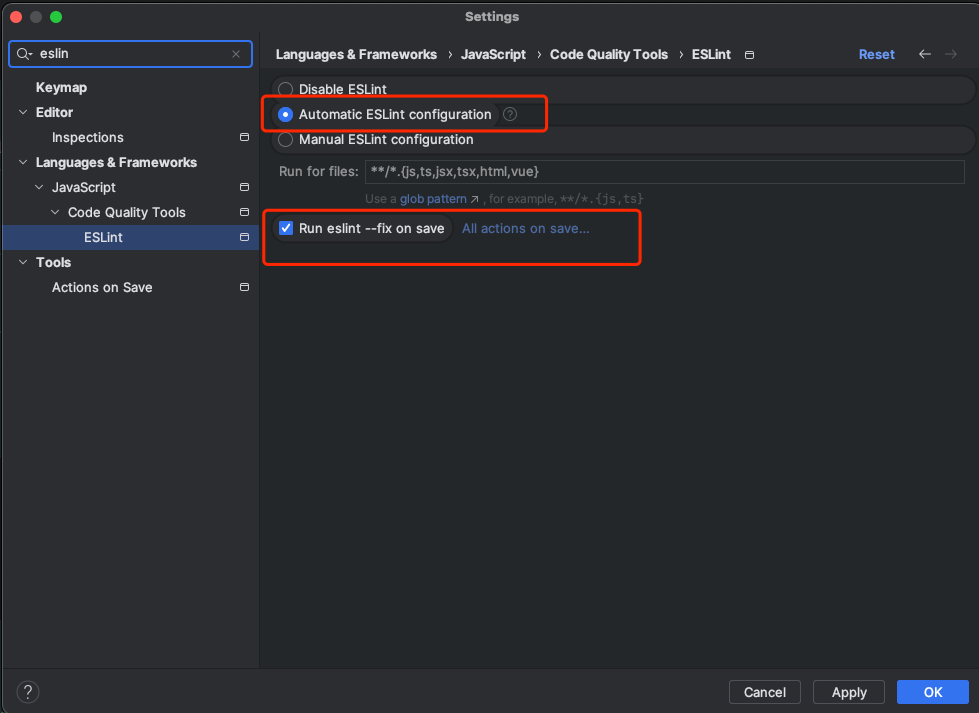 Settings
eslin
Keymap
Editor
Inspections
Languages & Frameworks
JavaScript
Code Quality Tools
ESLint
Tools
Actions on Save
Languages & Frameworks › JavaScript › Code Quality Tools › ESLint
Reset
Disable ESLint
Automatic ESLint configuration ?
Manual ESLint configuration
Run for files: **/*.{js,ts,jsx,tsx,html,vue}
Use a glob pattern ↗ , for example, **/*.{js,ts}
Run eslint --fix on save All actions on save...
?
Cancel
Apply
OK